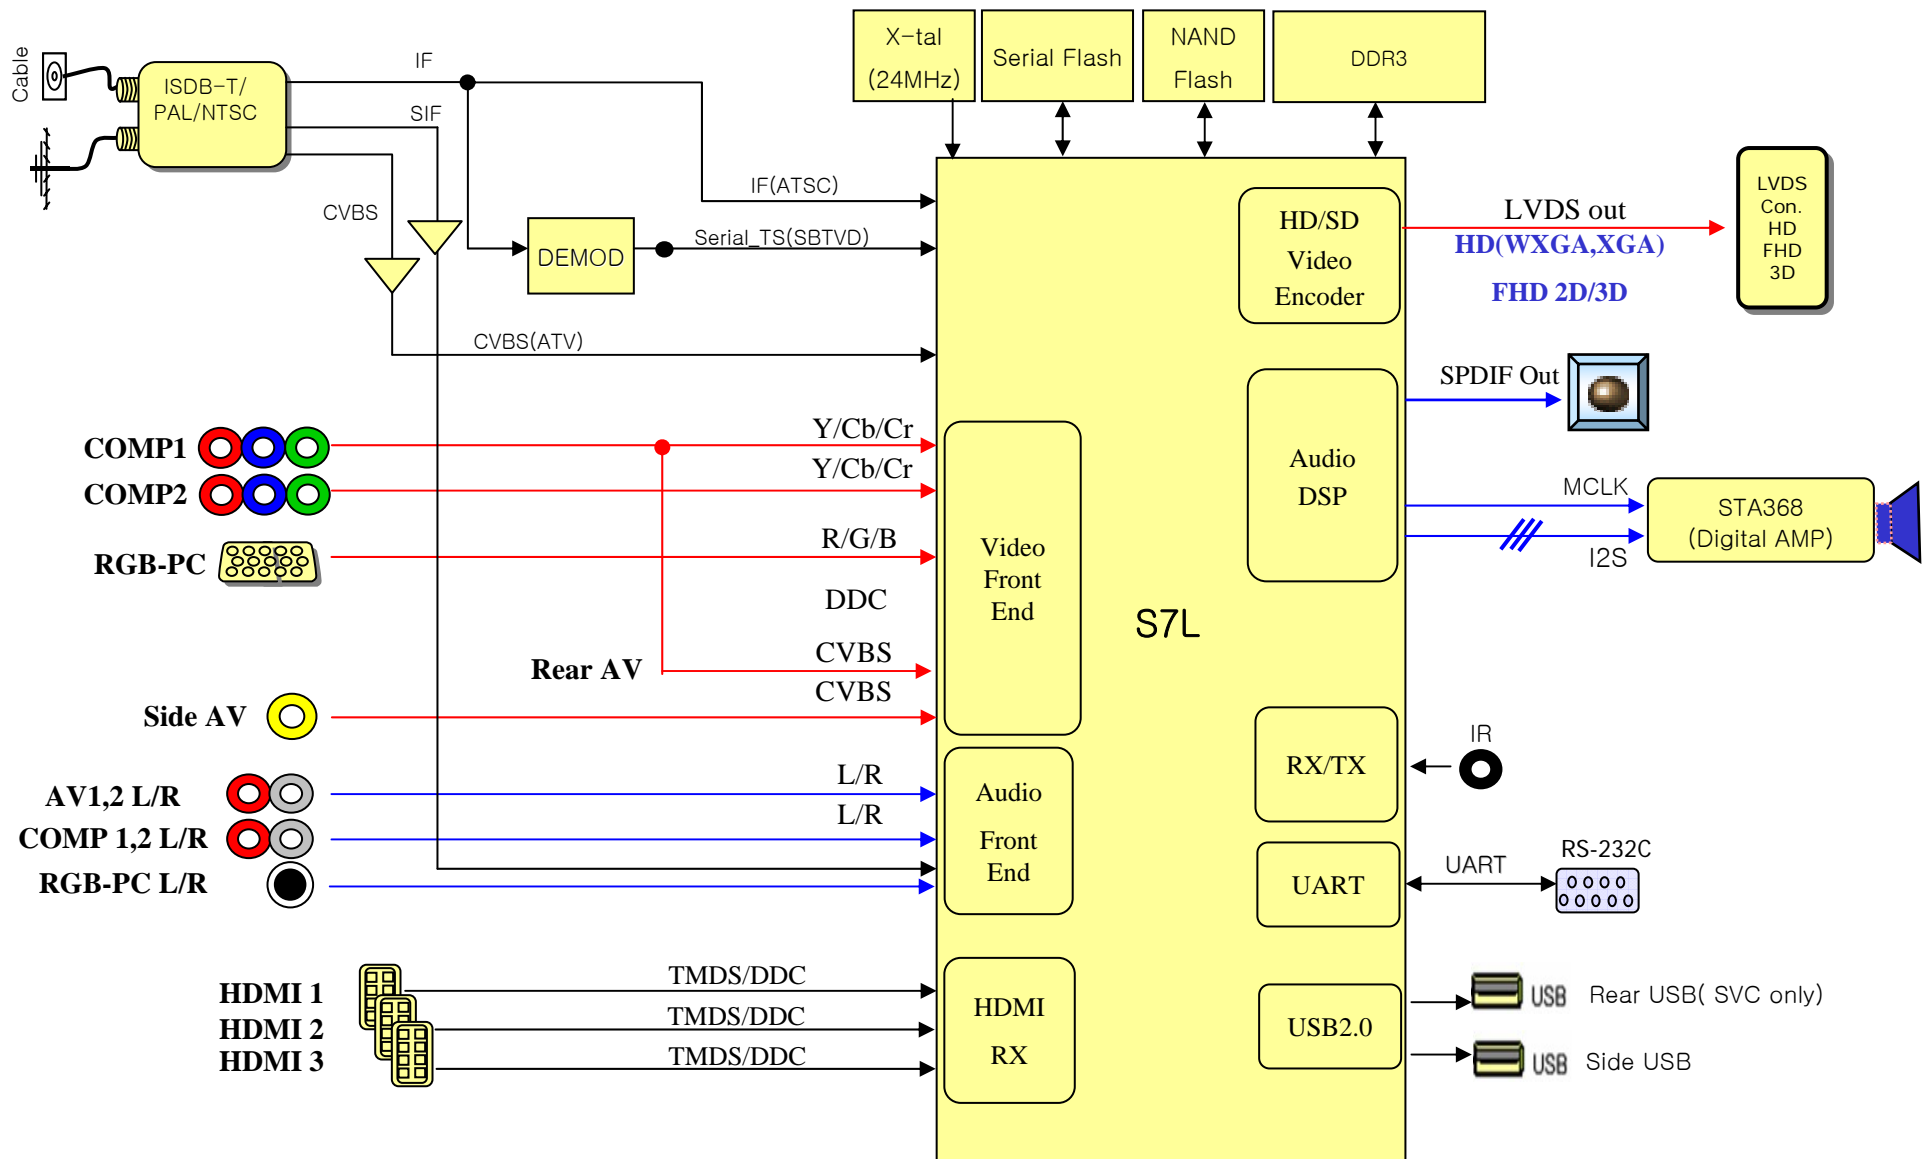 Cable
ISDB-T/
PAL/NTSC
IF
SIF
CVBS
DEMOD
IF(ATSC)
Serial_TS(SBTVD)
CVBS(ATV)
X-tal
(24MHz)
Serial Flash
NAND
Flash
DDR3
HD/SD
Video
Encoder
LVDS out
HD(WXGA,XGA)
FHD 2D/3D
LVDS
Con.
HD
FHD
3D
SPDIF Out
Audio
DSP
MCLK
I2S
STA368
(Digital AMP)
COMP1
Y/Cb/Cr
COMP2
Y/Cb/Cr
RGB-PC
R/G/B
DDC
Rear AV
CVBS
CVBS
Side AV
Video
Front
End
S7L
AV1,2 L/R
L/R
COMP 1,2 L/R
L/R
RGB-PC L/R
Audio
Front
End
RX/TX
IR
UART
UART
RS-232C
HDMI 1
TMDS/DDC
HDMI 2
TMDS/DDC
HDMI 3
TMDS/DDC
HDMI
RX
USB2.0
USB
Rear USB( SVC only)
USB
Side USB